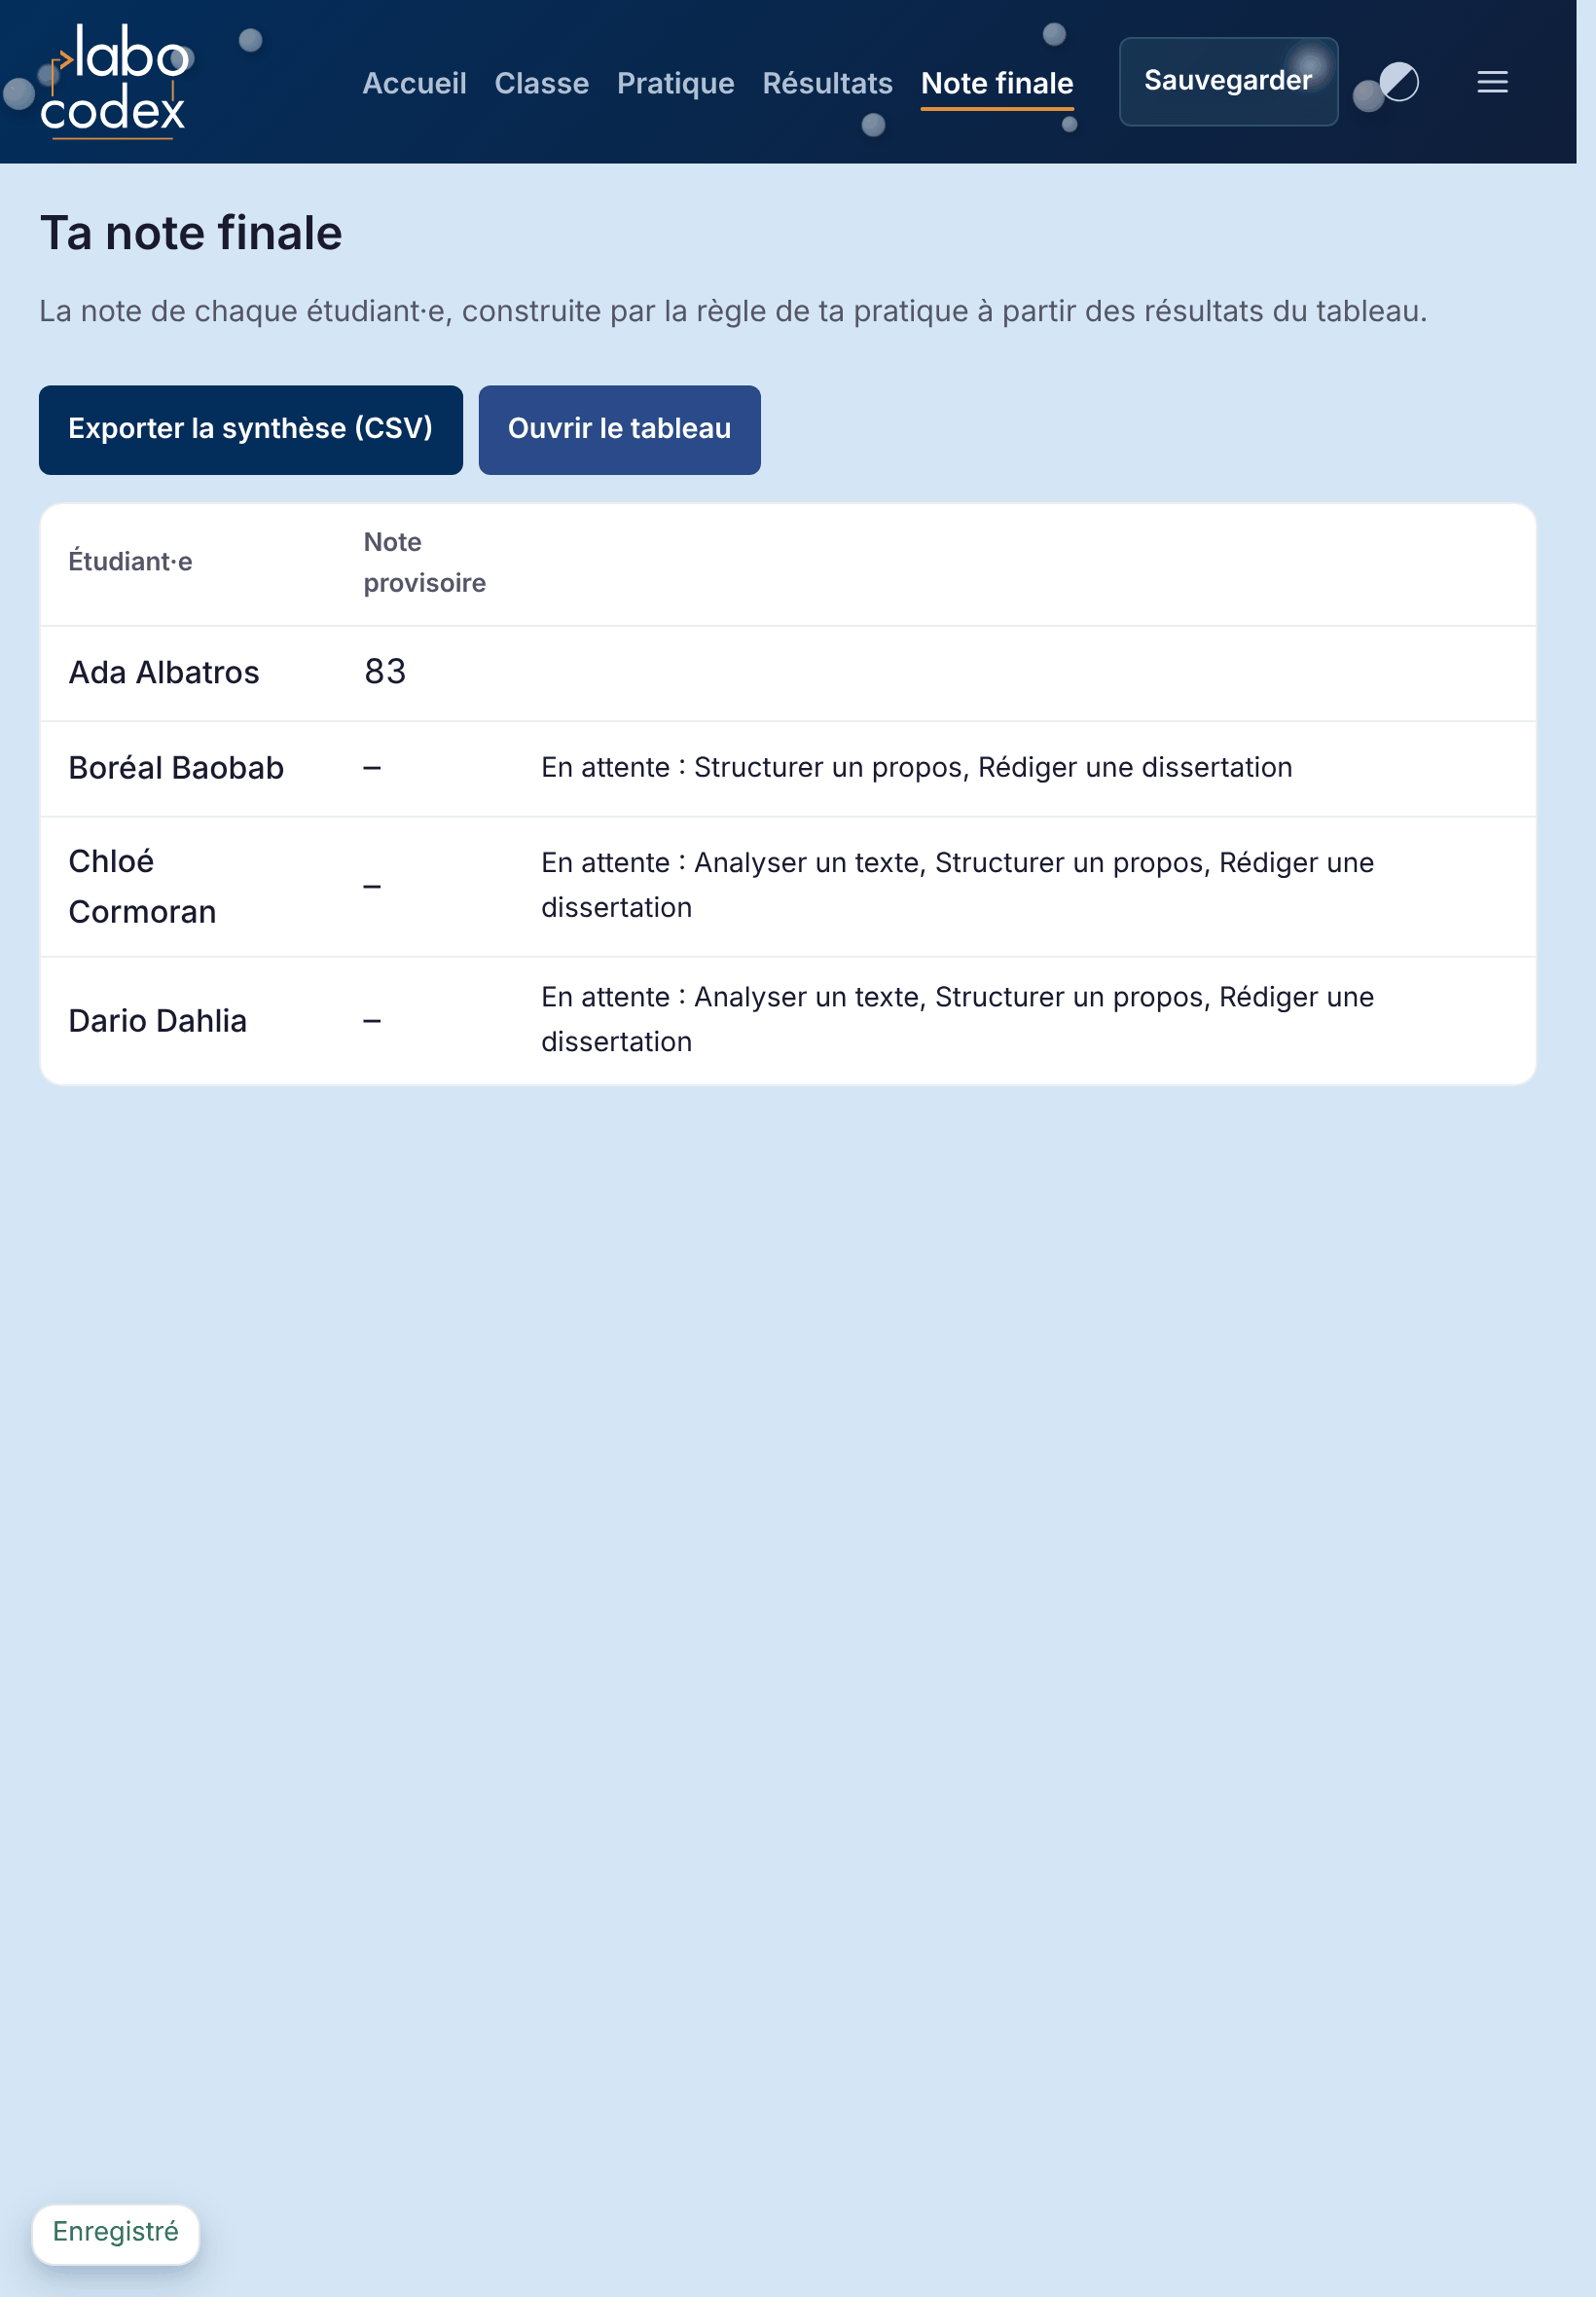 labo
codex
Accueil Classe Pratique Résultats Note finale Sauvegarder
Ta note finale
La note de chaque étudiant·e, construite par la règle de ta pratique à partir des résultats du tableau.
Exporter la synthèse (CSV) Ouvrir le tableau
Étudiant·e Note
provisoire
Ada Albatros 83
Boréal Baobab – En attente : Structurer un propos, Rédiger une dissertation
Chloé
Cormoran – En attente : Analyser un texte, Structurer un propos, Rédiger une
dissertation
Dario Dahlia – En attente : Analyser un texte, Structurer un propos, Rédiger une
dissertation
Enregistré